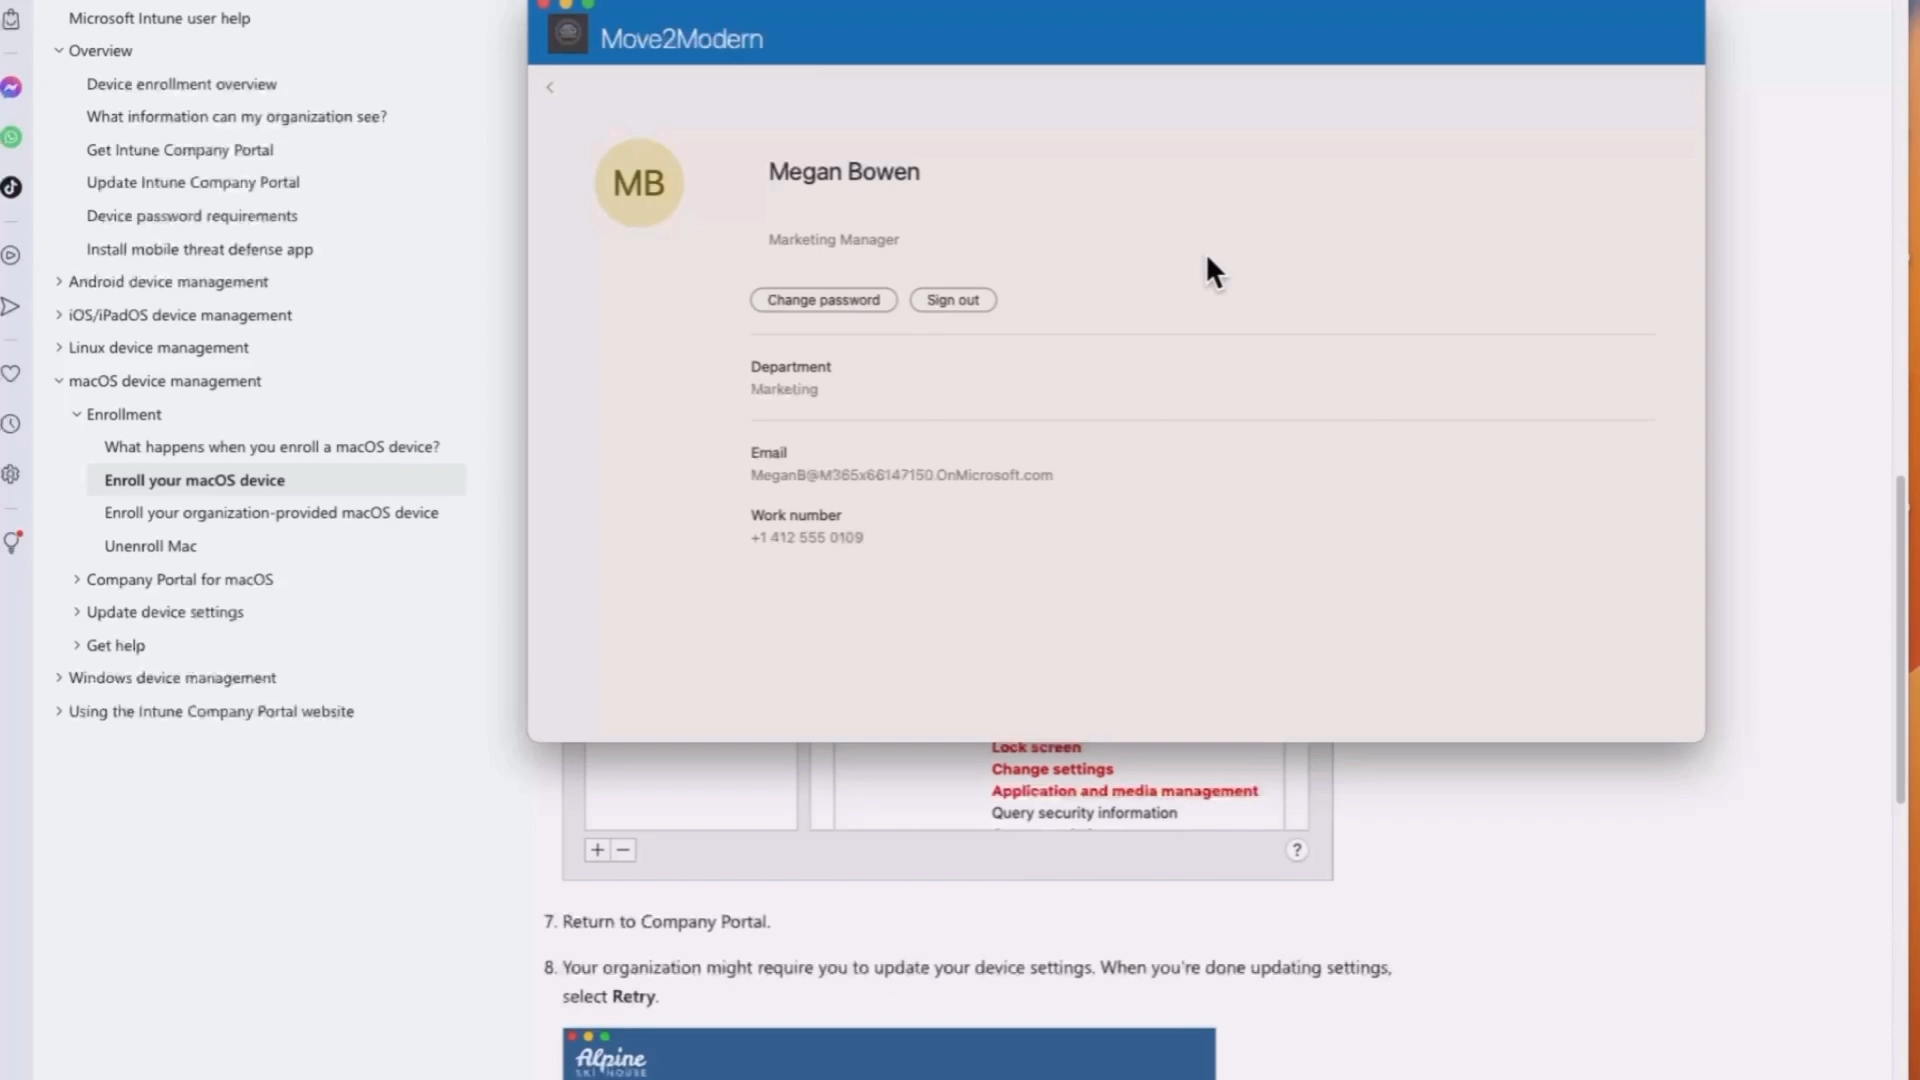 Microsoft Intune user help
Overview
Device enrollment overview
What information can my organization see?
Get Intune Company Portal
Update Intune Company Portal
Device password requirements
Install mobile threat defense app
Android device management
iOS/iPadOS device management
Linux device management
macOS device management
Enrollment
What happens when you enroll a macOS device?
Enroll your macOS device
Enroll your organization-provided macOS device
Unenroll Mac
Company Portal for macOS
Update device settings
Get help
Windows device management
Using the Intune Company Portal website
Move2Modern
MB
Megan Bowen
Marketing Manager
Change password
Sign out
Department
Marketing
Email
MeganB@M365x66147150.OnMicrosoft.com
Work number
+1 412 555 0109
Lock screen
Change settings
Application and media management
Query security information
+ −
?
7. Return to Company Portal.
8. Your organization might require you to update your device settings. When you're done updating settings,
select Retry.
Alpine
SKI HOUSE